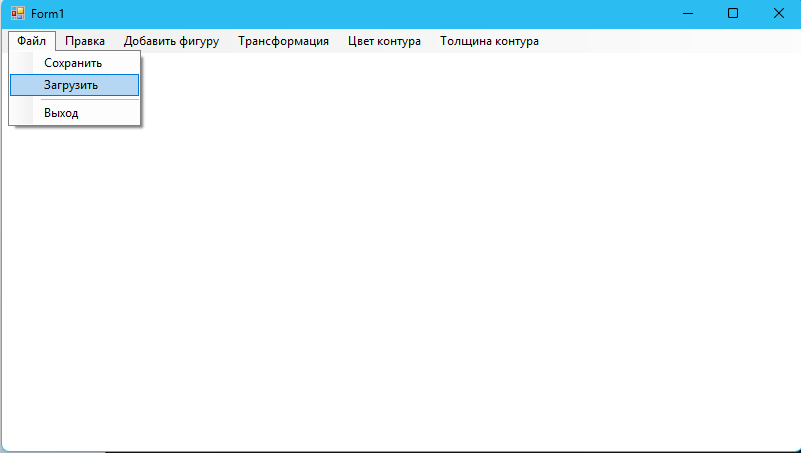 Form1
Файл Правка Добавить фигуру Трансформация Цвет контура Толщина контура
Сохранить
Загрузить
Выход